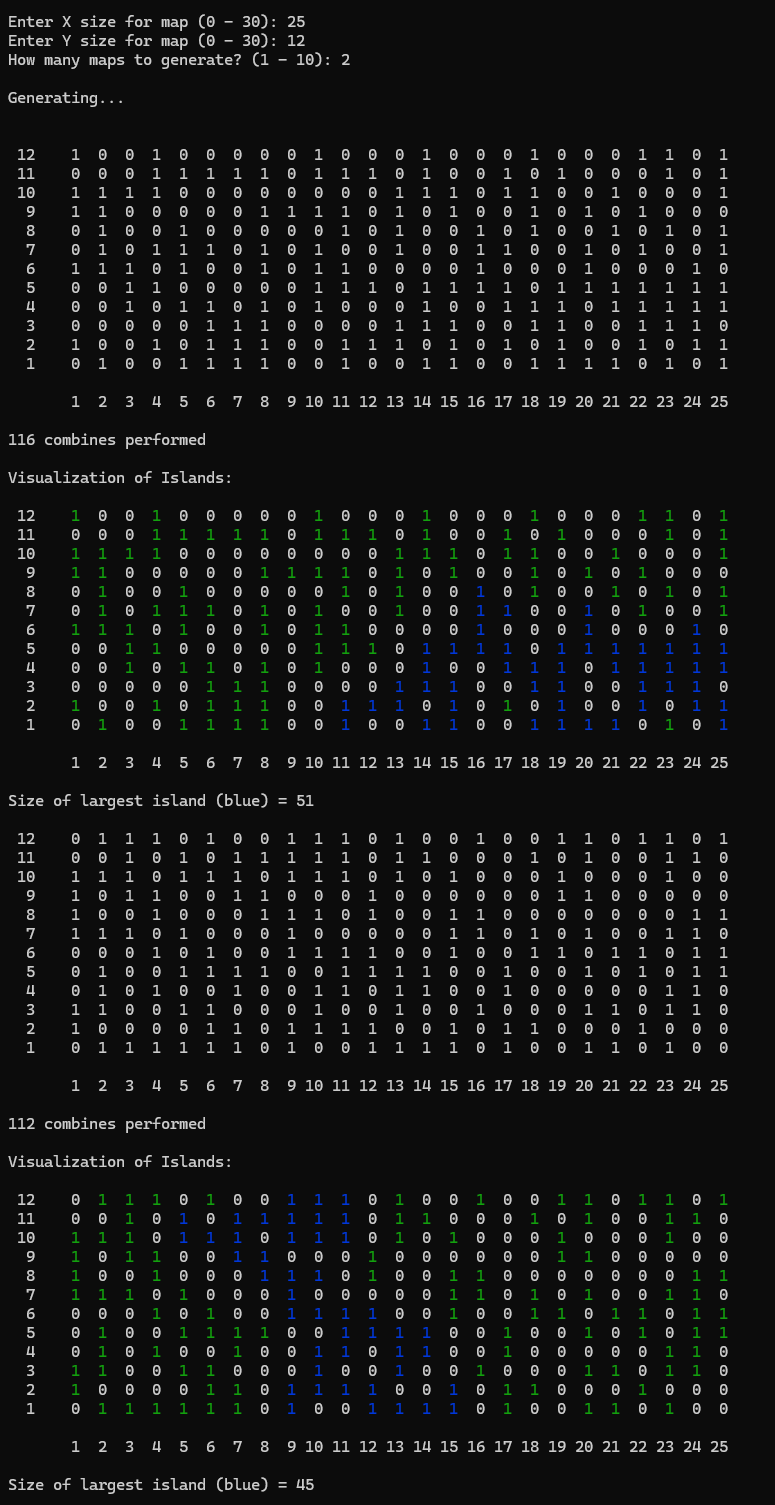 Enter X size for map (0 - 30): 25
Enter Y size for map (0 - 30): 12
How many maps to generate? (1 - 10): 2
Generating...
12 1 0 0 1 0 0 0 0 0 1 0 0 0 1 0 0 0 1 0 0 0 1 1 0 1
11 0 0 0 1 1 1 1 1 0 1 1 1 0 1 0 0 1 0 1 0 0 0 1 0 1
10 1 1 1 1 0 0 0 0 0 0 0 0 1 1 1 0 1 1 0 0 1 0 0 0 1
9 1 1 0 0 0 0 0 1 1 1 1 0 1 0 1 0 0 1 0 1 0 1 0 0 0
8 0 1 0 0 1 0 0 0 0 0 1 0 1 0 0 1 0 1 0 0 1 0 1 0 1
7 0 1 0 1 1 1 0 1 0 1 0 0 1 0 0 1 1 0 0 1 0 1 0 0 1
6 1 1 1 0 1 0 0 1 0 1 1 0 0 0 0 1 0 0 0 1 0 0 0 1 0
5 0 0 1 1 0 0 0 0 0 1 1 1 0 1 1 1 1 0 1 1 1 1 1 1 1
4 0 0 1 0 1 1 0 1 0 1 0 0 0 1 0 0 1 1 1 0 1 1 1 1 1
3 0 0 0 0 0 1 1 1 0 0 0 0 1 1 1 0 0 1 1 0 0 1 1 1 0
2 1 0 0 1 0 1 1 1 0 0 1 1 1 0 1 0 1 0 1 0 0 1 0 1 1
1 0 1 0 0 1 1 1 1 0 0 1 0 0 1 1 0 0 1 1 1 1 0 1 0 1
1 2 3 4 5 6 7 8 9 10 11 12 13 14 15 16 17 18 19 20 21 22 23 24 25
116 combines performed
Visualization of Islands:
12 1 0 0 1 0 0 0 0 0 1 0 0 0 1 0 0 0 1 0 0 0 1 1 0 1
11 0 0 0 1 1 1 1 1 0 1 1 1 0 1 0 0 1 0 1 0 0 0 1 0 1
10 1 1 1 1 0 0 0 0 0 0 0 0 1 1 1 0 1 1 0 0 1 0 0 0 1
9 1 1 0 0 0 0 0 1 1 1 1 0 1 0 1 0 0 1 0 1 0 1 0 0 0
8 0 1 0 0 1 0 0 0 0 0 1 0 1 0 0 1 0 1 0 0 1 0 1 0 1
7 0 1 0 1 1 1 0 1 0 1 0 0 1 0 0 1 1 0 0 1 0 1 0 0 1
6 1 1 1 0 1 0 0 1 0 1 1 0 0 0 0 1 0 0 0 1 0 0 0 1 0
5 0 0 1 1 0 0 0 0 0 1 1 1 0 1 1 1 1 0 1 1 1 1 1 1 1
4 0 0 1 0 1 1 0 1 0 1 0 0 0 1 0 0 1 1 1 0 1 1 1 1 1
3 0 0 0 0 0 1 1 1 0 0 0 0 1 1 1 0 0 1 1 0 0 1 1 1 0
2 1 0 0 1 0 1 1 1 0 0 1 1 1 0 1 0 1 0 1 0 0 1 0 1 1
1 0 1 0 0 1 1 1 1 0 0 1 0 0 1 1 0 0 1 1 1 1 0 1 0 1
1 2 3 4 5 6 7 8 9 10 11 12 13 14 15 16 17 18 19 20 21 22 23 24 25
Size of largest island (blue) = 51
12 0 1 1 1 0 1 0 0 1 1 1 0 1 0 0 1 0 0 1 1 0 1 1 0 1
11 0 0 1 0 1 0 1 1 1 1 1 0 1 1 0 0 0 1 0 1 0 0 1 1 0
10 1 1 1 0 1 1 1 0 1 1 1 0 1 0 1 0 0 0 1 0 0 0 1 0 0
9 1 0 1 1 0 0 1 1 0 0 0 1 0 0 0 0 0 0 1 1 0 0 0 0 0
8 1 0 0 1 0 0 0 1 1 1 0 1 0 0 1 1 0 0 0 0 0 0 0 1 1
7 1 1 1 0 1 0 0 0 1 0 0 0 0 0 1 1 0 1 0 1 0 0 1 1 0
6 0 0 0 1 0 1 0 0 1 1 1 1 0 0 1 0 0 1 1 0 1 1 0 1 1
5 0 1 0 0 1 1 1 1 0 0 1 1 1 1 0 0 1 0 0 1 0 1 0 1 1
4 0 1 0 1 0 0 1 0 0 1 1 0 1 1 0 0 1 0 0 0 0 0 1 1 0
3 1 1 0 0 1 1 0 0 0 1 0 0 1 0 0 1 0 0 0 1 1 0 1 1 0
2 1 0 0 0 0 1 1 0 1 1 1 1 0 0 1 0 1 1 0 0 0 1 0 0 0
1 0 1 1 1 1 1 1 0 1 0 0 1 1 1 1 0 1 0 0 1 1 0 1 0 0
1 2 3 4 5 6 7 8 9 10 11 12 13 14 15 16 17 18 19 20 21 22 23 24 25
112 combines performed
Visualization of Islands:
12 0 1 1 1 0 1 0 0 1 1 1 0 1 0 0 1 0 0 1 1 0 1 1 0 1
11 0 0 1 0 1 0 1 1 1 1 1 0 1 1 0 0 0 1 0 1 0 0 1 1 0
10 1 1 1 0 1 1 1 0 1 1 1 0 1 0 1 0 0 0 1 0 0 0 1 0 0
9 1 0 1 1 0 0 1 1 0 0 0 1 0 0 0 0 0 0 1 1 0 0 0 0 0
8 1 0 0 1 0 0 0 1 1 1 0 1 0 0 1 1 0 0 0 0 0 0 0 1 1
7 1 1 1 0 1 0 0 0 1 0 0 0 0 0 1 1 0 1 0 1 0 0 1 1 0
6 0 0 0 1 0 1 0 0 1 1 1 1 0 0 1 0 0 1 1 0 1 1 0 1 1
5 0 1 0 0 1 1 1 1 0 0 1 1 1 1 0 0 1 0 0 1 0 1 0 1 1
4 0 1 0 1 0 0 1 0 0 1 1 0 1 1 0 0 1 0 0 0 0 0 1 1 0
3 1 1 0 0 1 1 0 0 0 1 0 0 1 0 0 1 0 0 0 1 1 0 1 1 0
2 1 0 0 0 0 1 1 0 1 1 1 1 0 0 1 0 1 1 0 0 0 1 0 0 0
1 0 1 1 1 1 1 1 0 1 0 0 1 1 1 1 0 1 0 0 1 1 0 1 0 0
1 2 3 4 5 6 7 8 9 10 11 12 13 14 15 16 17 18 19 20 21 22 23 24 25
Size of largest island (blue) = 45